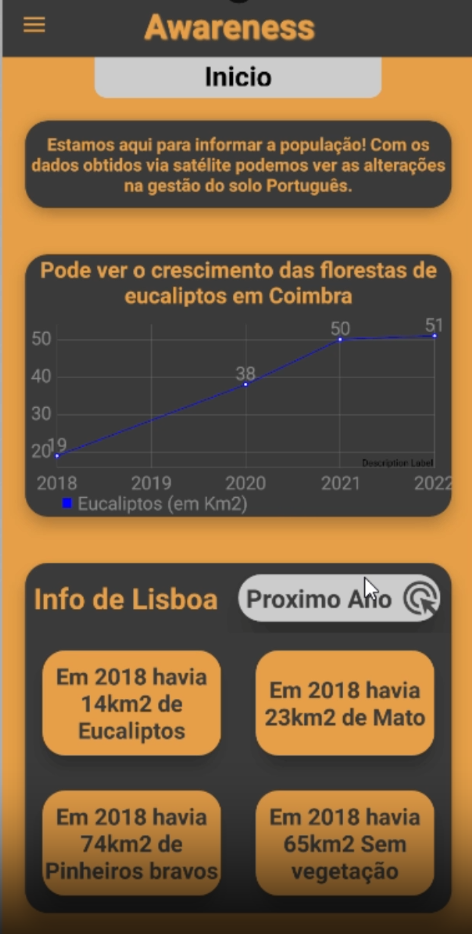 Awareness
Inicio
Estamos aqui para informar a população! Com os
dados obtidos via satélite podemos ver as alterações
na gestão do solo Português.
Pode ver o crescimento das florestas de
eucaliptos em Coimbra
50
40
30
20
19
38
50
51
Description Label
2018
2019
2020
2021
2022
Eucaliptos (em Km2)
Info de Lisboa
Proximo Ano
Em 2018 havia
14km2 de
Eucaliptos
Em 2018 havia
23km2 de Mato
Em 2018 havia
74km2 de
Pinheiros bravos
Em 2018 havia
65km2 Sem
vegetação